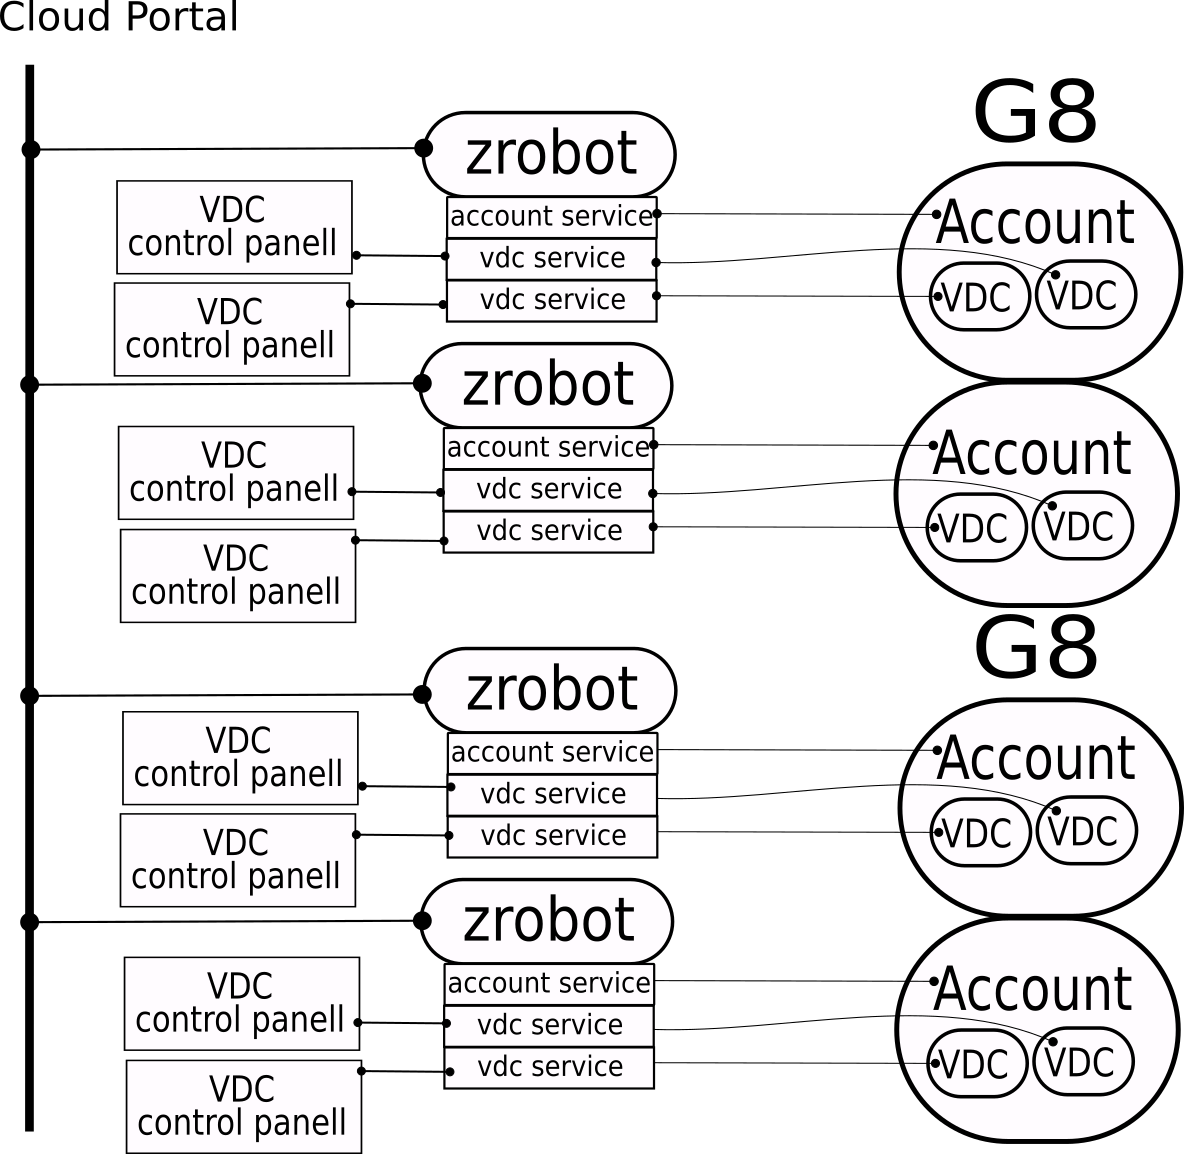 Cloud Portal
G8
zrobot
VDC
control panell
account service
vdc service
vdc service
Account
VDC
VDC
VDC
control panell
zrobot
VDC
control panell
account service
vdc service
vdc service
Account
VDC
VDC
VDC
control panell
G8
zrobot
VDC
control panell
account service
vdc service
vdc service
Account
VDC
VDC
VDC
control panell
zrobot
VDC
control panell
account service
vdc service
vdc service
Account
VDC
VDC
VDC
control panell